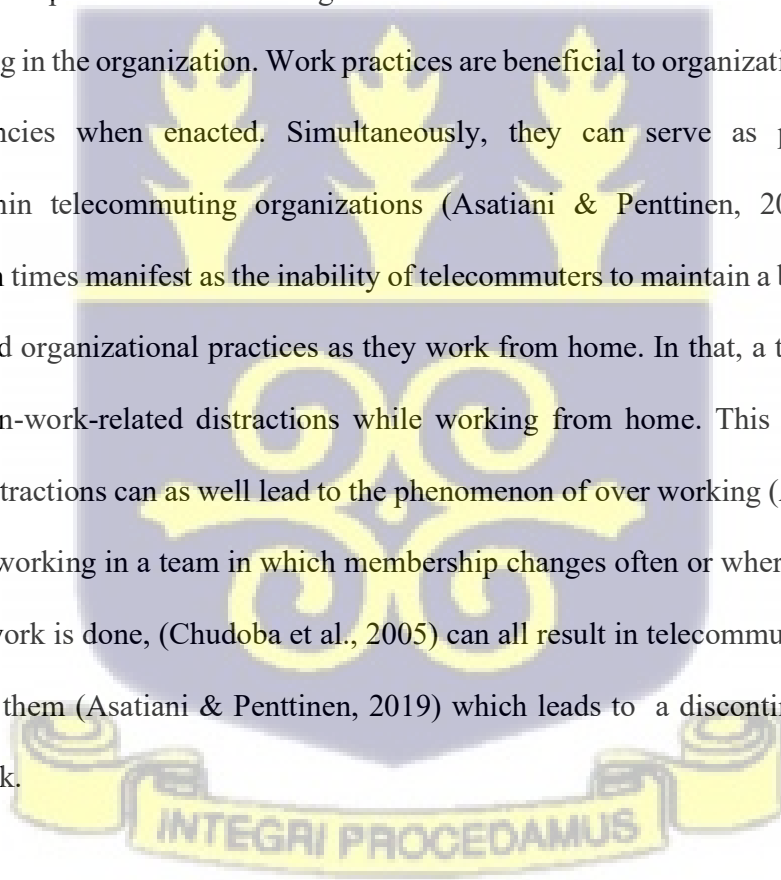 g in the organization. Work practices are beneficial to organizati
ncies when enacted. Simultaneously, they can serve as p
hin telecommuting organizations (Asatiani & Penttinen, 20
n times manifest as the inability of telecommuters to maintain a b
d organizational practices as they work from home. In that, a t
n-work-related distractions while working from home. This
tractions can as well lead to the phenomenon of over working (
working in a team in which membership changes often or wher
work is done, (Chudoba et al., 2005) can all result in telecommu
them (Asatiani & Penttinen, 2019) which leads to a disconti
k.
INTEGRI PROCEDAMUS